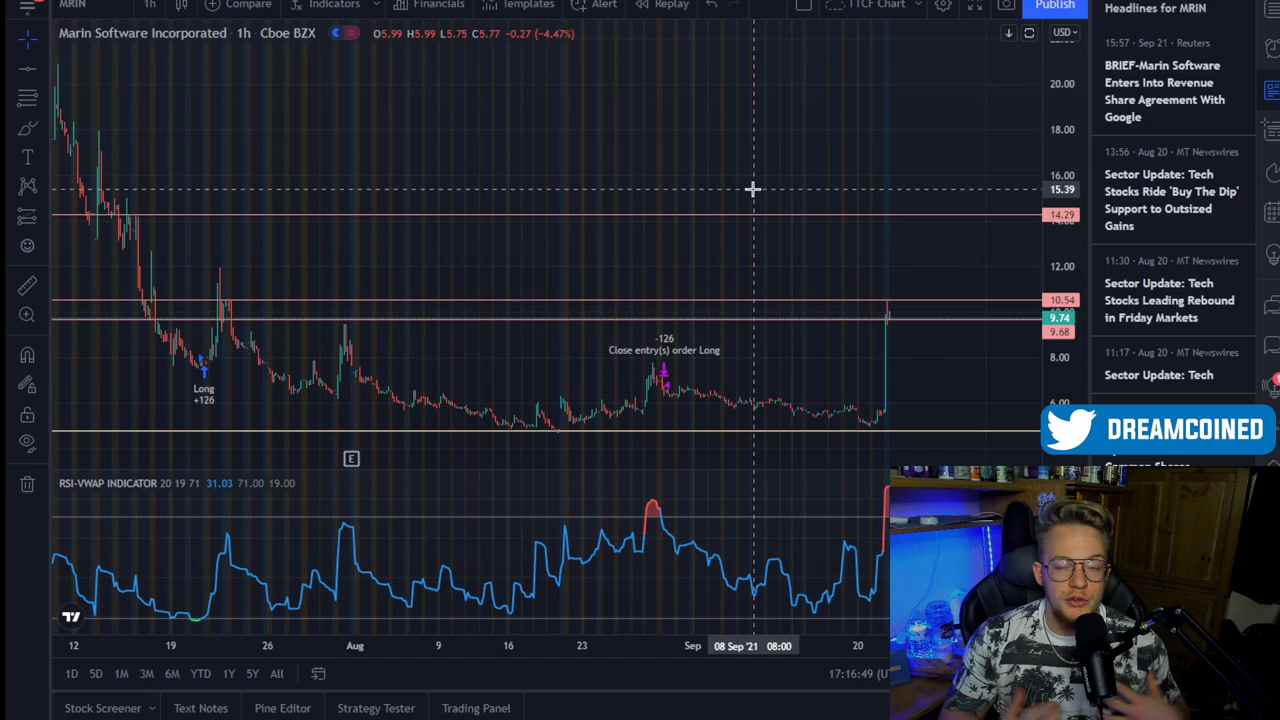 MRIN
1h
Compare
Indicators
Financials
Templates
Alert
Replay
TTCF Chart
Publish
Marin Software Incorporated · 1h · Cboe BZX
O5.99 H5.99 L5.75 C5.77 -0.27 (-4.47%)
USD
20.00
18.00
16.00
15.39
14.29
12.00
10.54
9.74
9.68
8.00
6.00
Long
+126
-126
Close entry(s) order Long
E
RSI-VWAP INDICATOR 20 19 71 31.03 71.00 19.00
12
19
26
Aug
9
16
23
Sep
08 Sep '21 08:00
20
1D
5D
1M
3M
6M
YTD
1Y
5Y
All
17:16:49
Stock Screener
Text Notes
Pine Editor
Strategy Tester
Trading Panel
Headlines for MRIN
15:57 · Sep 21 · Reuters
BRIEF-Marin Software
Enters Into Revenue
Share Agreement With
Google
13:56 · Aug 20 · MT Newswires
Sector Update: Tech
Stocks Ride 'Buy The Dip'
Support to Outsized
Gains
11:30 · Aug 20 · MT Newswires
Sector Update: Tech
Stocks Leading Rebound
in Friday Markets
11:17 · Aug 20 · MT Newswires
Sector Update: Tech
DREAMCOINED